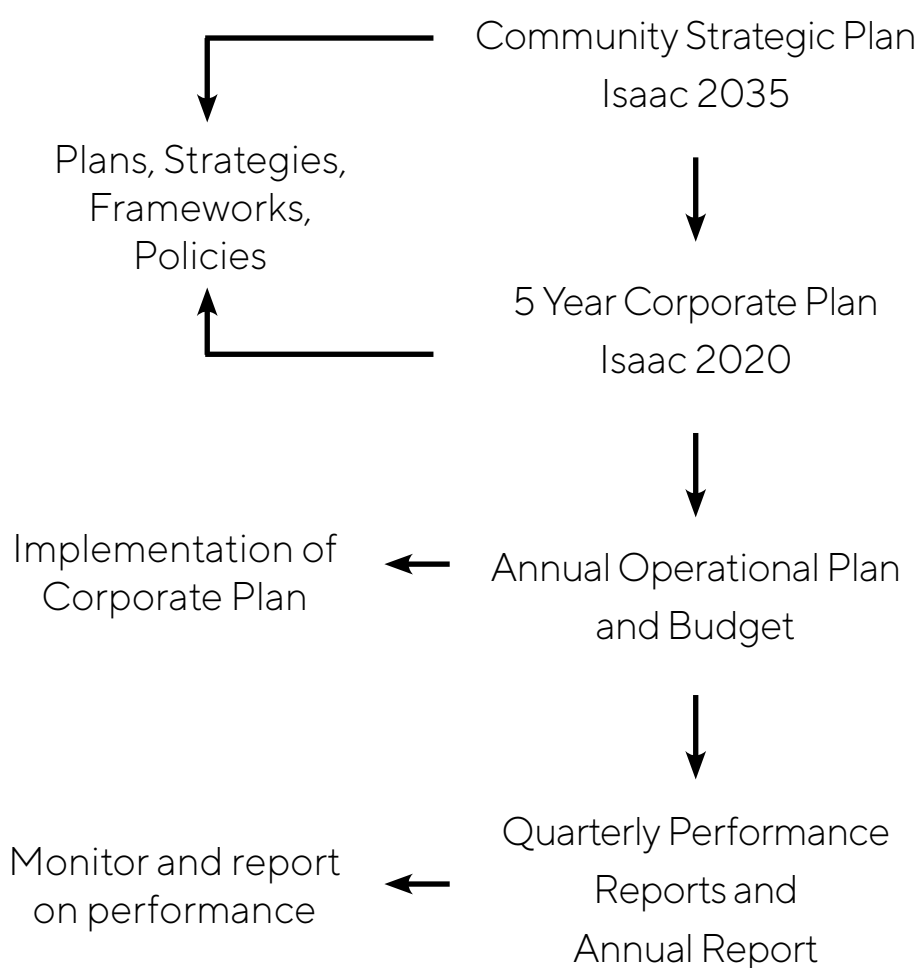 Community Strategic Plan
Isaac 2035
Plans, Strategies,
Frameworks,
Policies
5 Year Corporate Plan
Isaac 2020
Implementation of
Corporate Plan
Annual Operational Plan
and Budget
Monitor and report
on performance
Quarterly Performance
Reports and
Annual Report